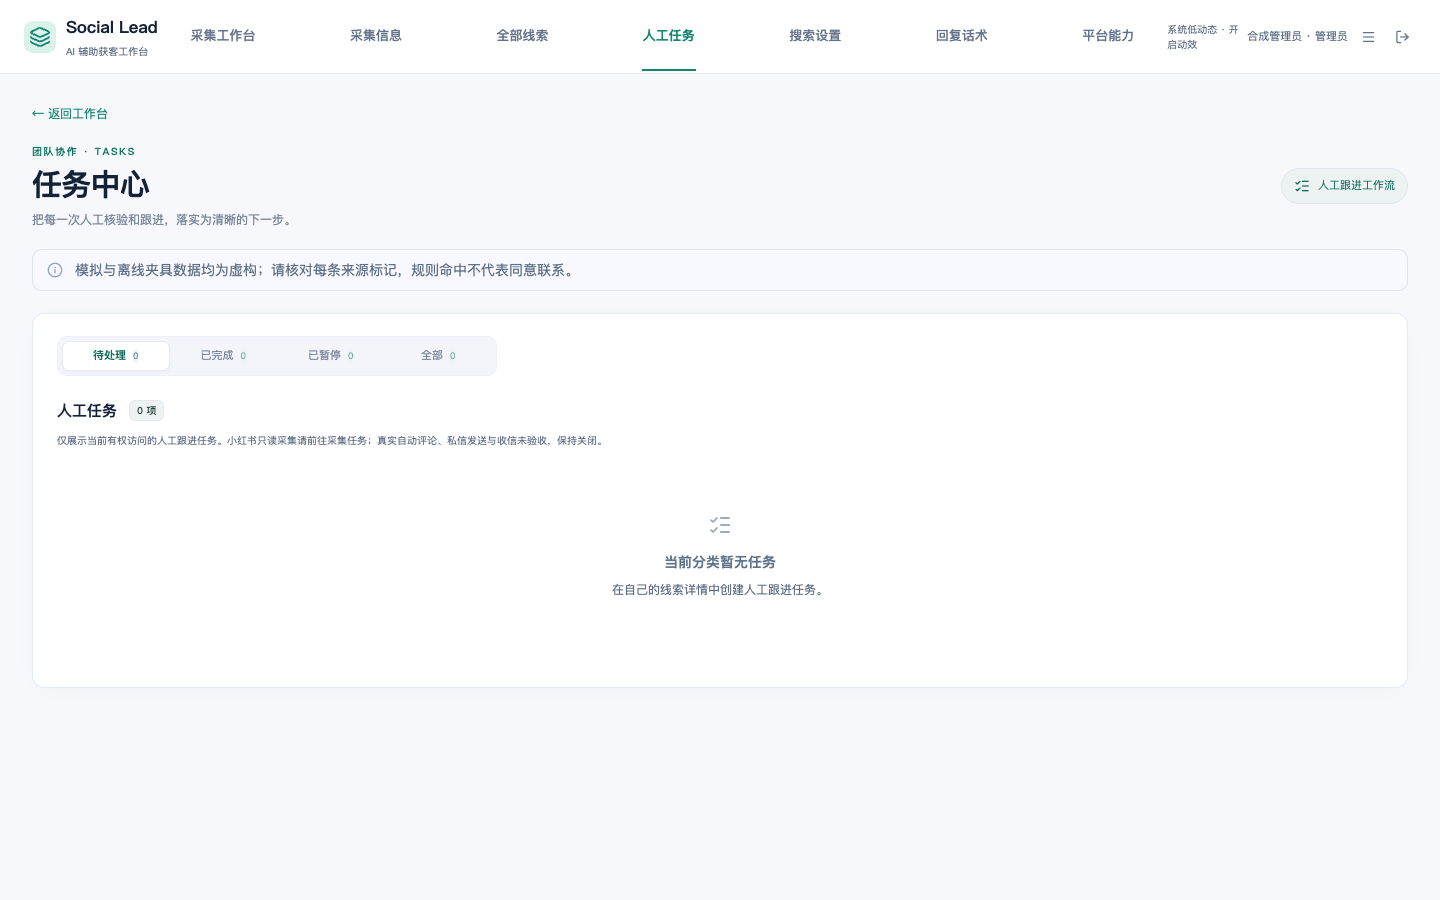 Social Lead
AI 辅助获客工作台
采集工作台
采集信息
全部线索
人工任务
搜索设置
回复话术
平台能力
系统低动态 · 开
启动效
合成管理员 · 管理员
← 返回工作台
团队协作 · TASKS
任务中心
人工跟进工作流
把每一次人工核验和跟进，落实为清晰的下一步。
模拟与离线夹具数据均为虚构；请核对每条来源标记，规则命中不代表同意联系。
待处理 0
已完成 0
已暂停 0
全部 0
人工任务 0 项
仅展示当前有权访问的人工跟进任务。小红书只读采集请前往采集任务；真实自动评论、私信发送与收信未验收，保持关闭。
当前分类暂无任务
在自己的线索详情中创建人工跟进任务。